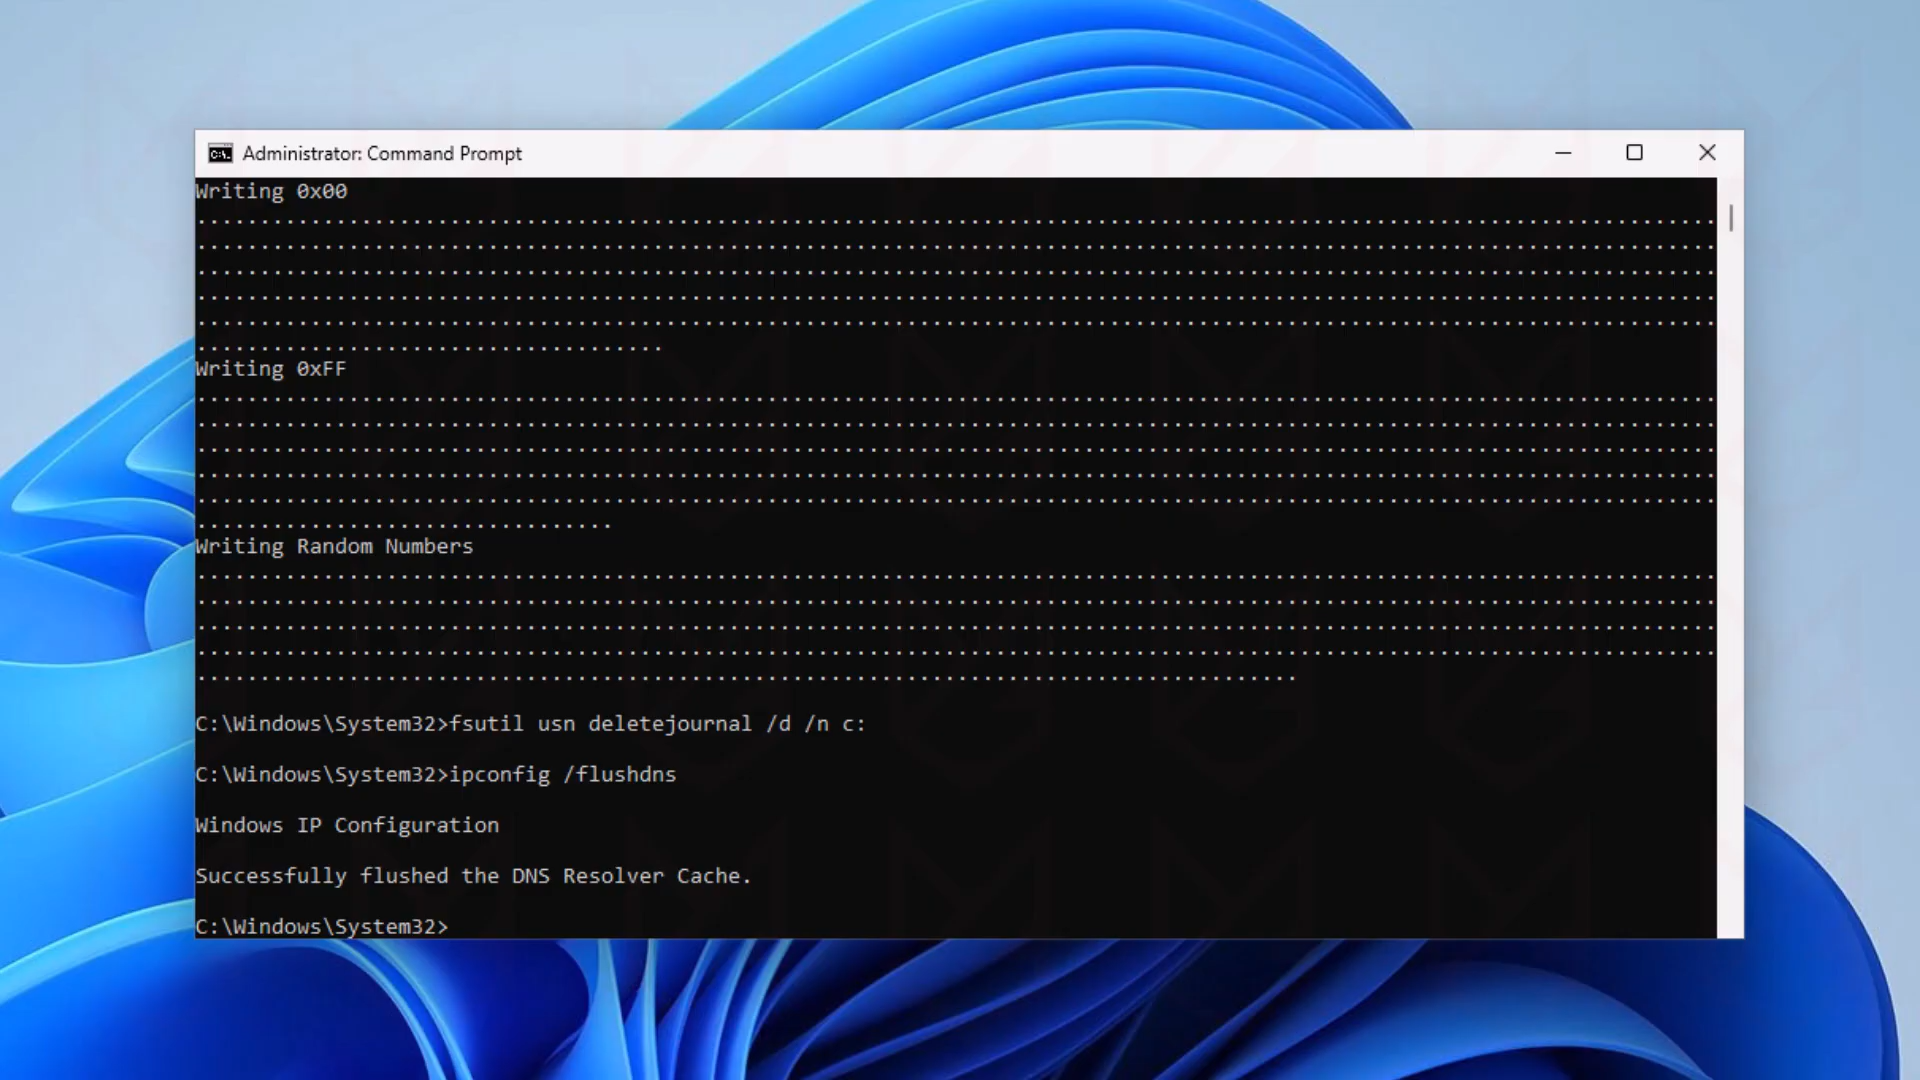 Administrator: Command Prompt
Writing 0x00
........................................................................................................................
........................................................................................................................
........................................................................................................................
........................................................................................................................
........................................................................................................................
.....................................
Writing 0xFF
........................................................................................................................
........................................................................................................................
........................................................................................................................
........................................................................................................................
........................................................................................................................
.................................
Writing Random Numbers
........................................................................................................................
........................................................................................................................
........................................................................................................................
........................................................................................................................
.......................................................................................
C:\Windows\System32>fsutil usn deletejournal /d /n c:
C:\Windows\System32>ipconfig /flushdns
Windows IP Configuration
Successfully flushed the DNS Resolver Cache.
C:\Windows\System32>